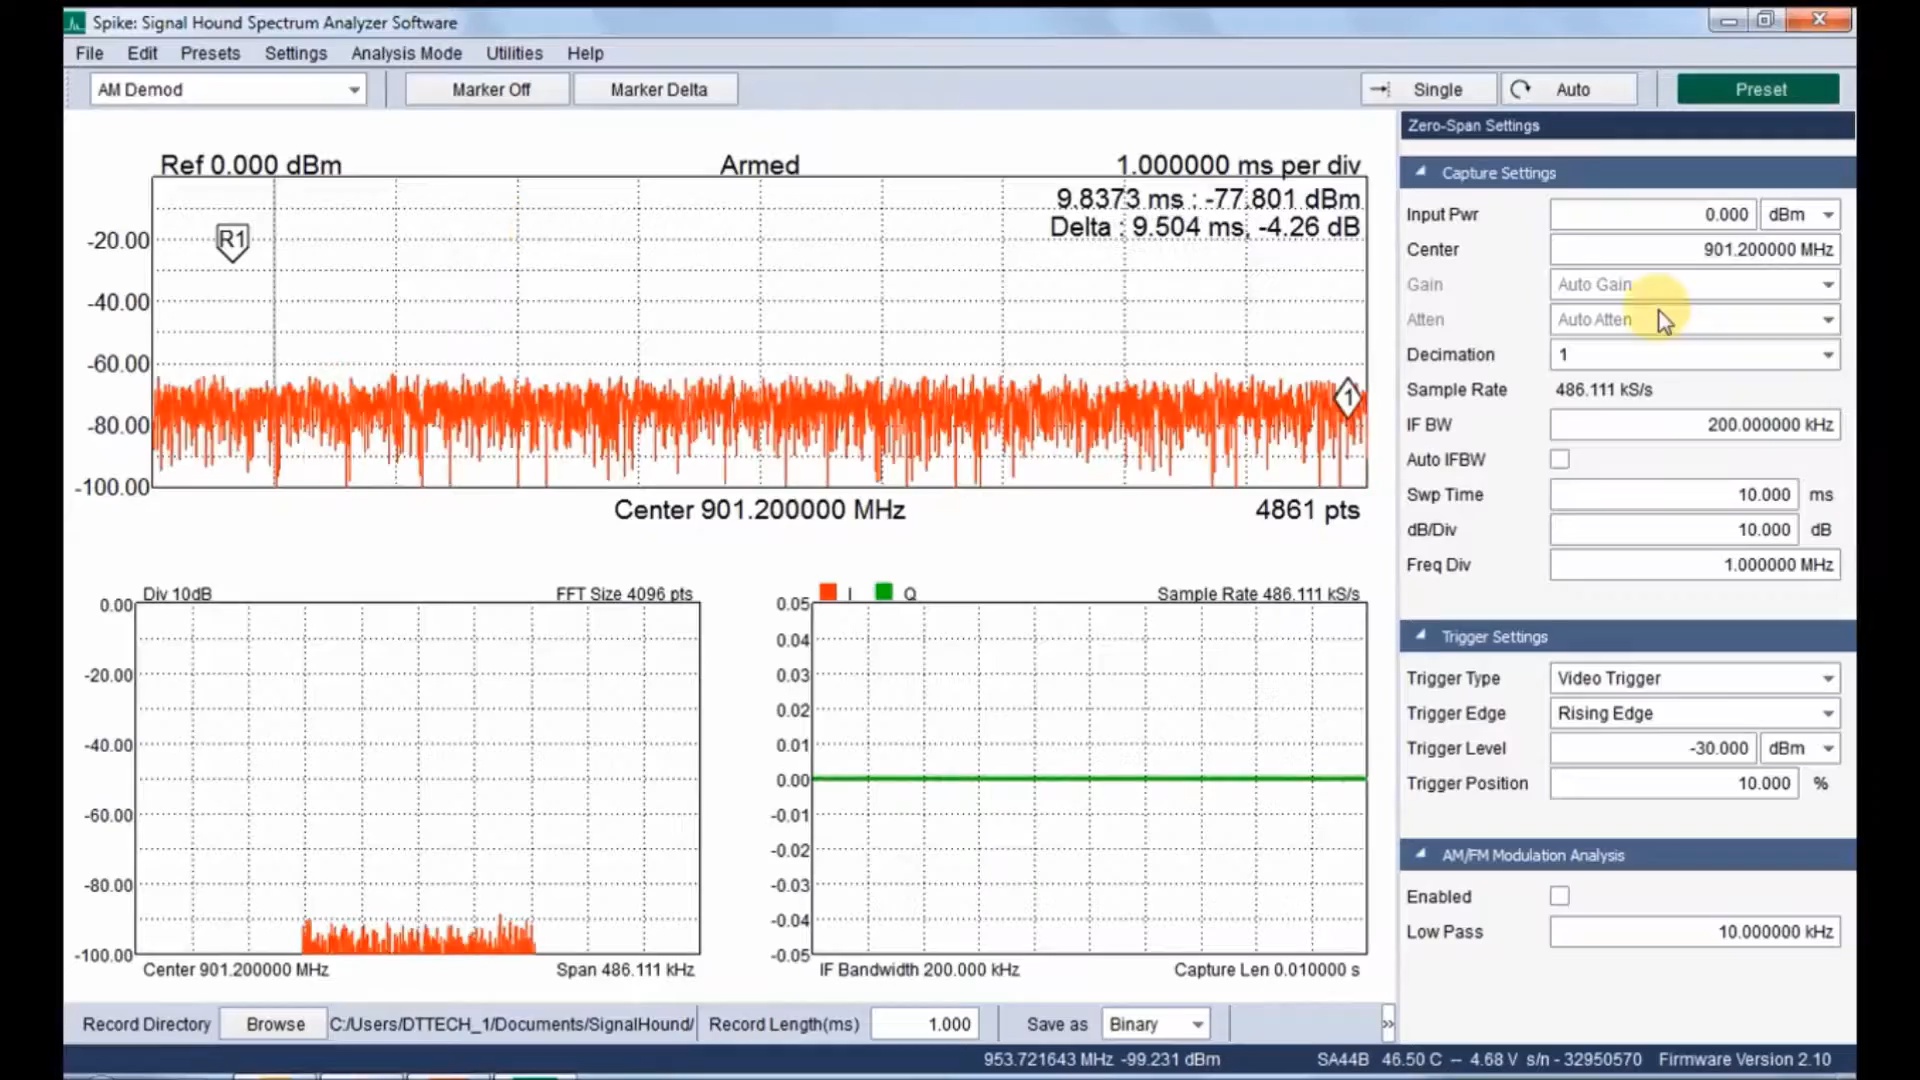 Spike: Signal Hound Spectrum Analyzer Software
File Edit Presets Settings Analysis Mode Utilities Help
AM Demod Marker Off Marker Delta Single Auto Preset
Ref 0.000 dBm Armed 1.000000 ms per div
9.8373 ms : -77.801 dBm
Delta : 9.504 ms, -4.26 dB
R1
-20.00
-40.00
-60.00
1
-80.00
-100.00
Center 901.200000 MHz 4861 pts
Div 10dB FFT Size 4096 pts
0.00
-20.00
-40.00
-60.00
-80.00
-100.00
Center 901.200000 MHz Span 486.111 kHz
I Q Sample Rate 486.111 kS/s
0.05
0.04
0.03
0.02
0.01
0.00
-0.01
-0.02
-0.03
-0.04
-0.05
IF Bandwidth 200.000 kHz Capture Len 0.010000 s
Zero-Span Settings
Capture Settings
Input Pwr 0.000 dBm
Center 901.200000 MHz
Gain Auto Gain
Atten Auto Atten
Decimation 1
Sample Rate 486.111 kS/s
IF BW 200.000000 kHz
Auto IFBW
Swp Time 10.000 ms
dB/Div 10.000 dB
Freq Div 1.000000 MHz
Trigger Settings
Trigger Type Video Trigger
Trigger Edge Rising Edge
Trigger Level -30.000 dBm
Trigger Position 10.000 %
AM/FM Modulation Analysis
Enabled
Low Pass 10.000000 kHz
Record Directory Browse C:/Users/DTTECH_1/Documents/SignalHound/ Record Length(ms) 1.000 Save as Binary »
953.721643 MHz -99.231 dBm SA44B 46.50 C -- 4.68 V s/n - 32950570 Firmware Version 2.10